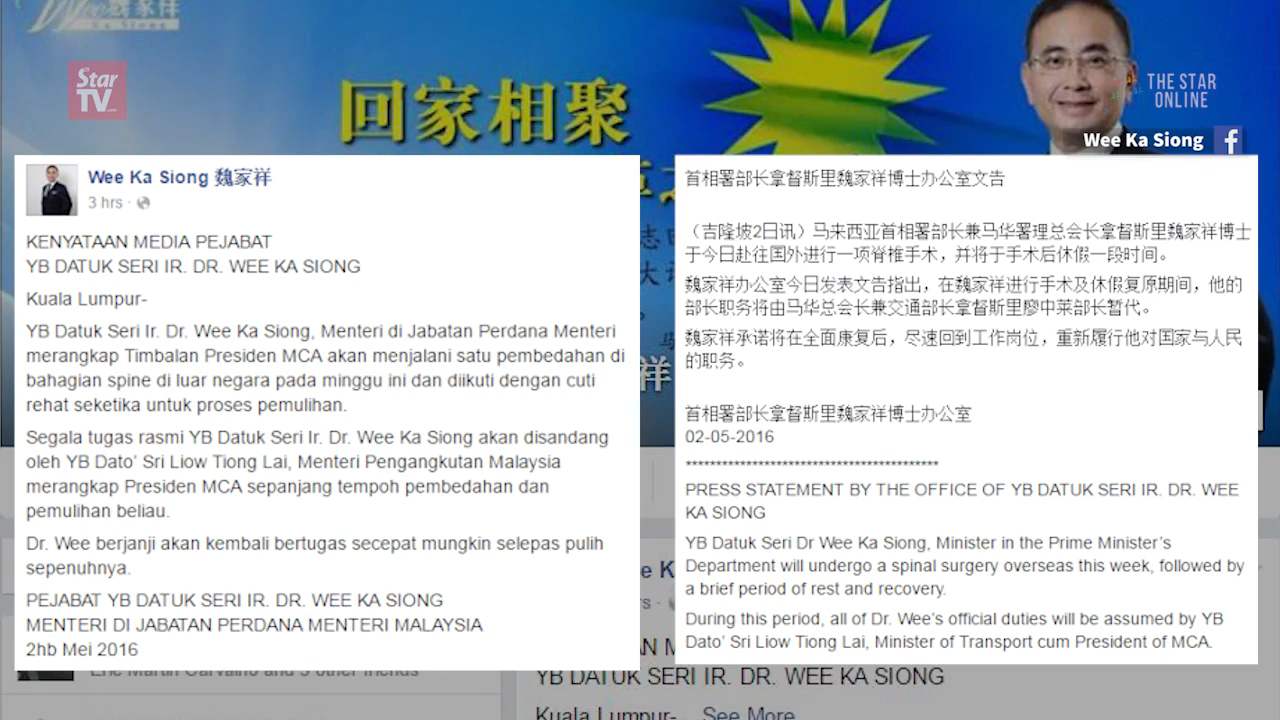 Wee魏家祥
Ka Siong
Star
TV
THE STAR
ONLINE
回家相聚
Wee Ka Siong
f
Wee Ka Siong 魏家祥
3 hrs ·
KENYATAAN MEDIA PEJABAT
YB DATUK SERI IR. DR. WEE KA SIONG
Kuala Lumpur-
YB Datuk Seri Ir. Dr. Wee Ka Siong, Menteri di Jabatan Perdana Menteri
merangkap Timbalan Presiden MCA akan menjalani satu pembedahan di
bahagian spine di luar negara pada minggu ini dan diikuti dengan cuti
rehat seketika untuk proses pemulihan.
Segala tugas rasmi YB Datuk Seri Ir. Dr. Wee Ka Siong akan disandang
oleh YB Dato' Sri Liow Tiong Lai, Menteri Pengangkutan Malaysia
merangkap Presiden MCA sepanjang tempoh pembedahan dan
pemulihan beliau.
Dr. Wee berjanji akan kembali bertugas secepat mungkin selepas pulih
sepenuhnya.
PEJABAT YB DATUK SERI IR. DR. WEE KA SIONG
MENTERI DI JABATAN PERDANA MENTERI MALAYSIA
2hb Mei 2016
首相署部长拿督斯里魏家祥博士办公室文告
（吉隆坡2日讯）马来西亚首相署部长兼马华署理总会长拿督斯里魏家祥博士
于今日赴往国外进行一项脊椎手术，并将于手术后休假一段时间。
魏家祥办公室今日发表文告指出，在魏家祥进行手术及休假复原期间，他的
部长职务将由马华总会长兼交通部长拿督斯里廖中莱部长暂代。
魏家祥承诺将在全面康复后，尽速回到工作岗位，重新履行他对国家与人民
的职务。
首相署部长拿督斯里魏家祥博士办公室
02-05-2016
******************************************
PRESS STATEMENT BY THE OFFICE OF YB DATUK SERI IR. DR. WEE
KA SIONG
YB Datuk Seri Dr Wee Ka Siong, Minister in the Prime Minister's
Department will undergo a spinal surgery overseas this week, followed by
a brief period of rest and recovery.
During this period, all of Dr. Wee's official duties will be assumed by YB
Dato' Sri Liow Tiong Lai, Minister of Transport cum President of MCA.
祥
Eric Martin Carvalho and 3 other friends
YB DATUK SERI IR. DR. WEE KA SIONG
Kuala Lumpur-... See More